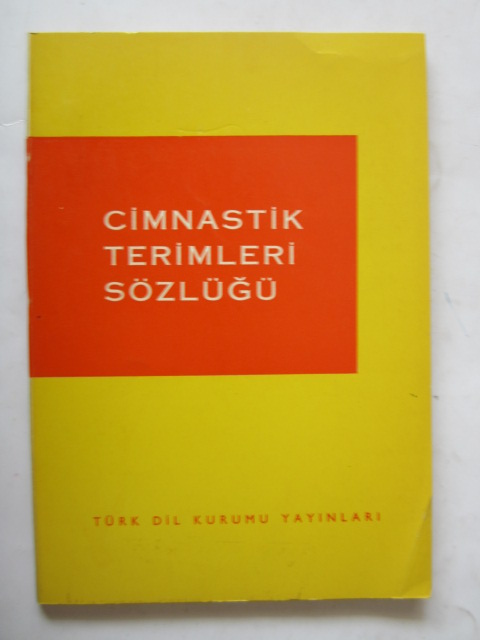 CİMNASTİK
TERİMLERİ
SÖZLÜĞÜ
TÜRK DİL KURUMU YAYINLARI